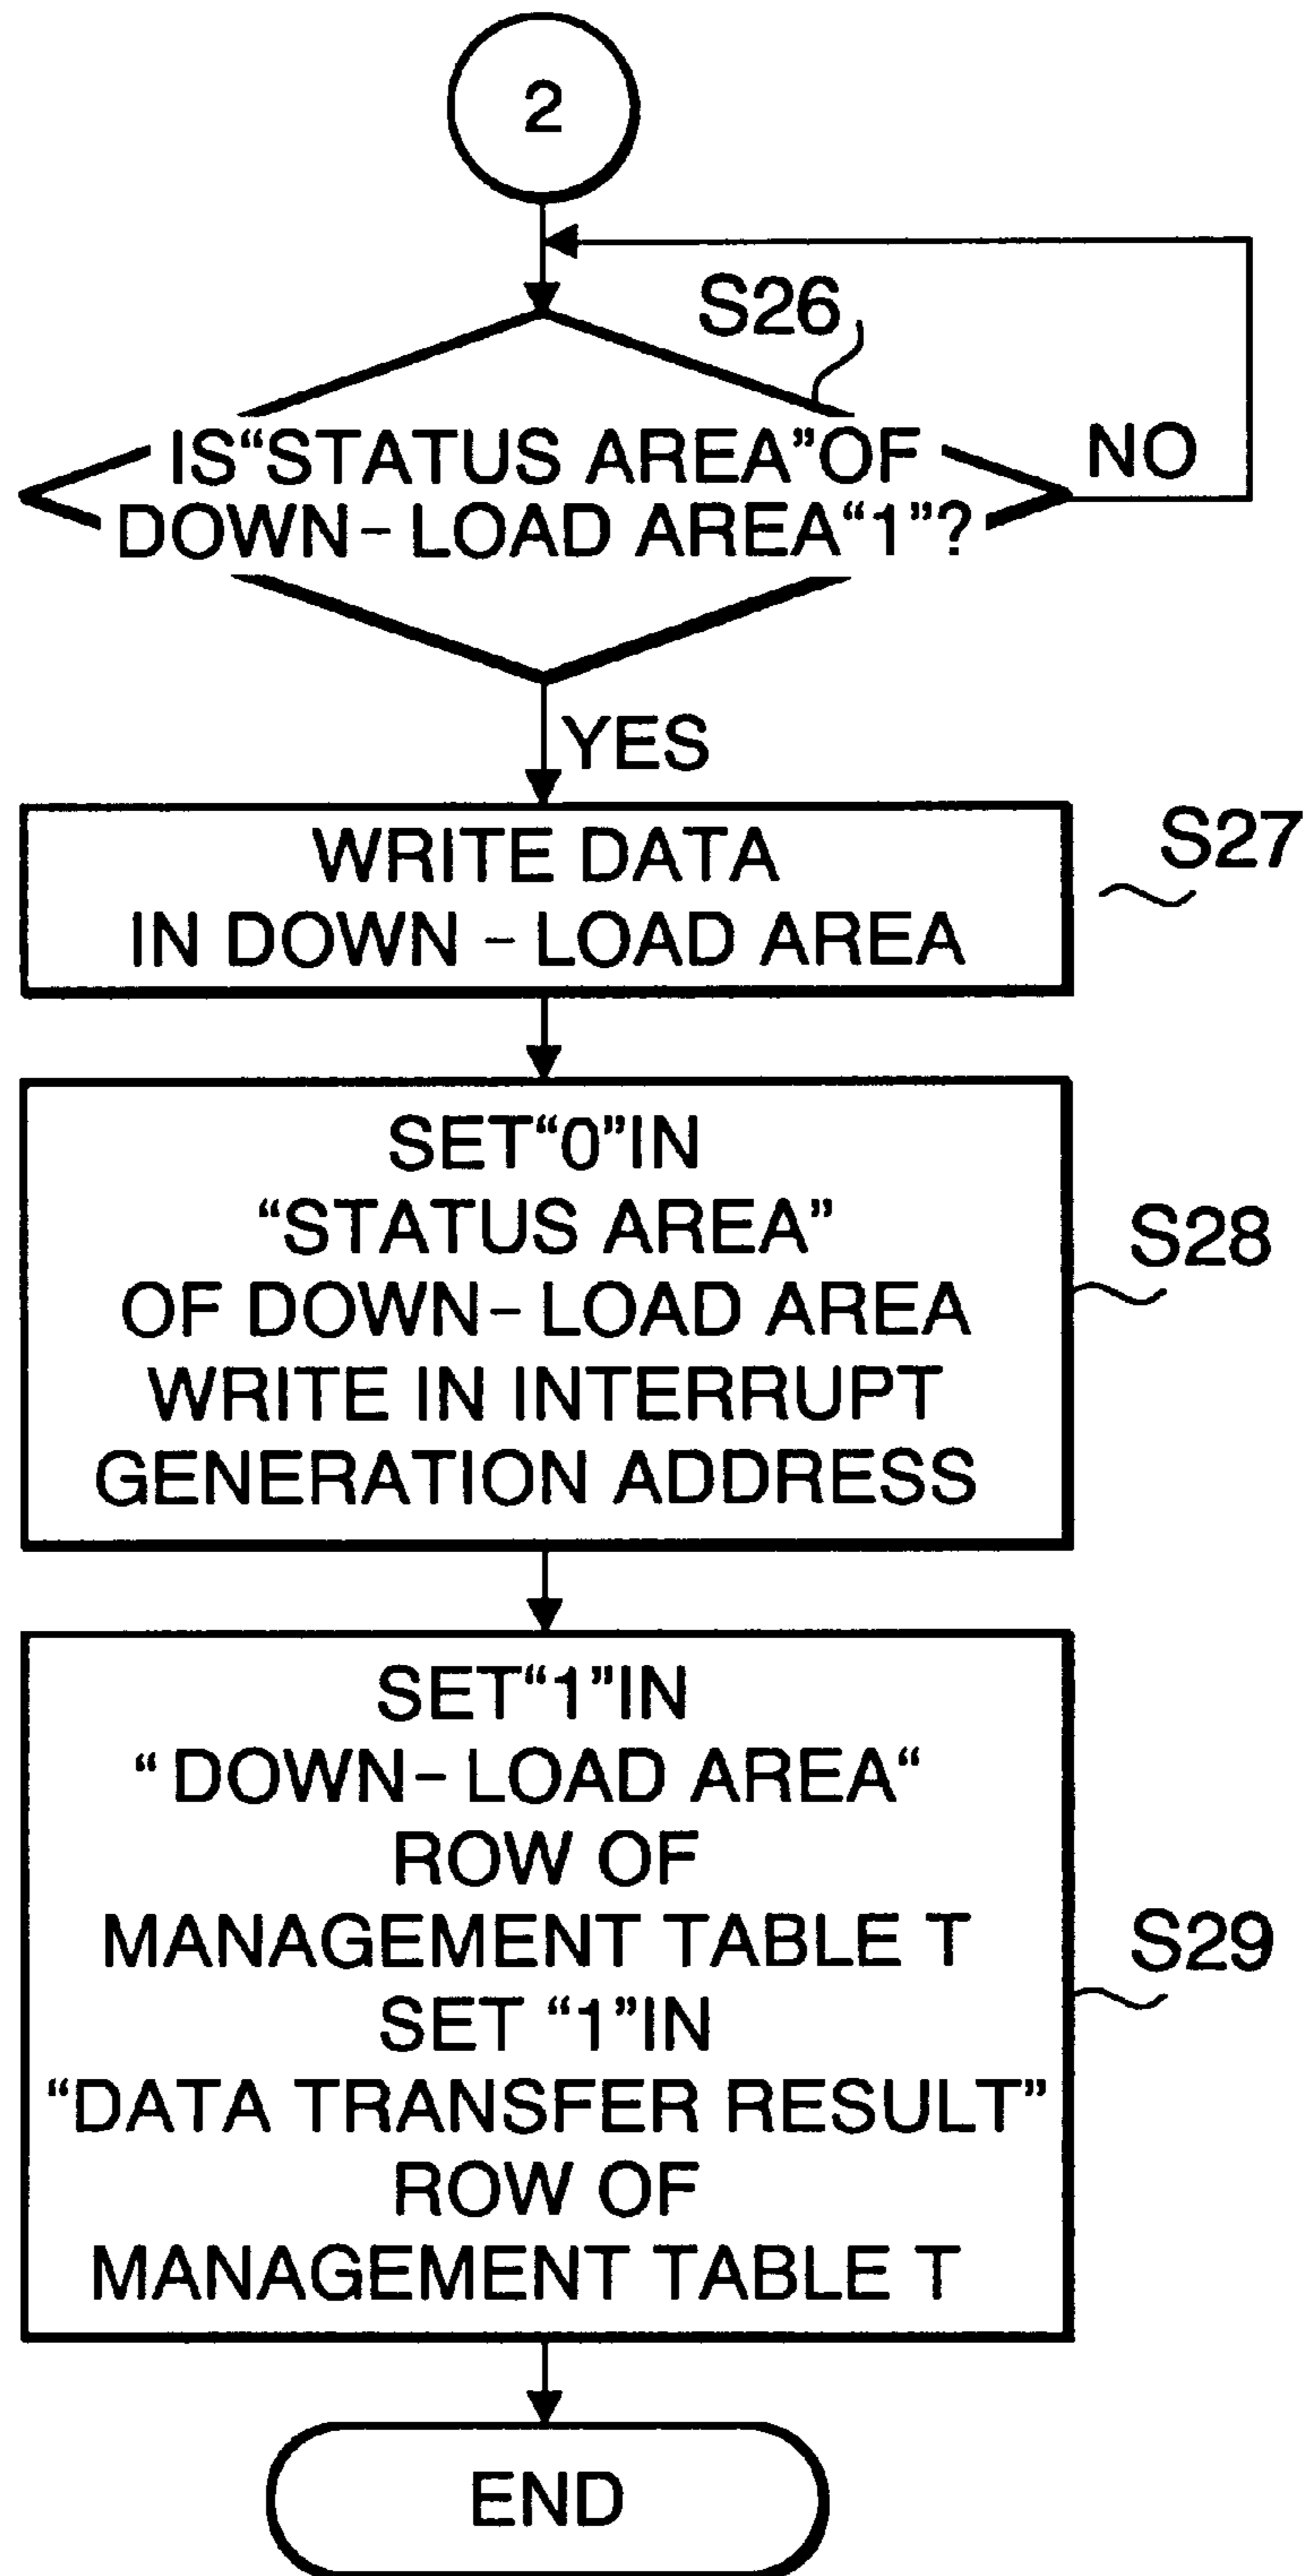 2
S26
IS“STATUS AREA”OF
DOWN-LOAD AREA“1”?
NO
YES
WRITE DATA
IN DOWN-LOAD AREA
S27
SET“0”IN
“STATUS AREA”
OF DOWN-LOAD AREA
WRITE IN INTERRUPT
GENERATION ADDRESS
S28
SET“1”IN
“DOWN-LOAD AREA“
ROW OF
MANAGEMENT TABLE T
SET “1”IN
“DATA TRANSFER RESULT”
ROW OF
MANAGEMENT TABLE T
S29
END